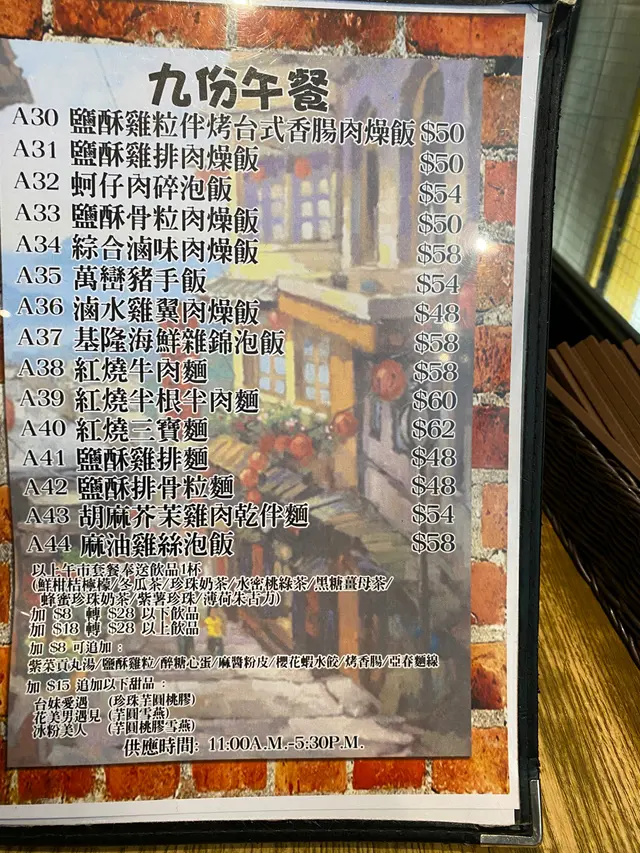 九份午餐
A30 鹽酥雞粒伴烤台式香腸肉燥飯 $50
A31 鹽酥雞排肉燥飯 $50
A32 蚵仔肉碎泡飯 $54
A33 鹽酥骨粒肉燥飯 $50
A34 綜合滷味肉燥飯 $58
A35 萬巒豬手飯 $54
A36 滷水雞翼肉燥飯 $48
A37 基隆海鮮雜錦泡飯 $58
A38 紅燒牛肉麵 $58
A39 紅燒半根牛肉麵 $60
A40 紅燒三寶麵 $62
A41 鹽酥雞排麵 $48
A42 鹽酥排骨粒麵 $48
A43 胡麻芥茉雞肉乾伴麵 $54
A44 麻油雞絲泡飯 $58
以上午市套餐奉送飲品1杯
(鮮柑桔檸檬/冬瓜茶/珍珠奶茶/水密桃綠茶/黑糖薑母茶/
蜂蜜珍珠奶茶/紫薯珍珠/薄荷朱古力)
加 $8 轉 $28 以下飲品
加 $18 轉 $28 以上飲品
加 $8 可追加：
紫菜貢丸湯/鹽酥雞粒/醉糖心蛋/麻醬粉皮/櫻花蝦水餃/烤香腸/亞春麵線
加 $15 追加以下甜品：
台妹愛遇 (珍珠芋圓桃膠)
花美男遇見 (芋圓雪燕)
冰粉美人 (芋圓桃膠雪燕)
供應時間: 11:00A.M.-5:30P.M.